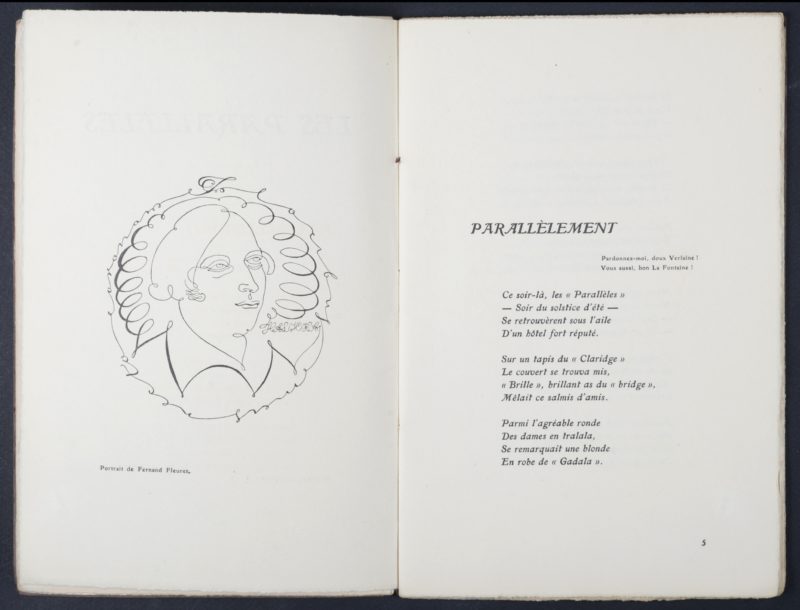 Portrait de Fernand Fleuret.
PARALLÈLEMENT
Pardonnez-moi, doux Verlaine !
Vous aussi, bon La Fontaine !
Ce soir-là, les « Parallèles »
— Soir du solstice d'été —
Se retrouvèrent sous l'aile
D'un hôtel fort réputé.
Sur un tapis du « Claridge »
Le couvert se trouva mis,
« Brille », brillant as du « bridge »,
Mêlait ce salmis d'amis.
Parmi l'agréable ronde
Des dames en tralala,
Se remarquait une blonde
En robe de « Gadala ».
5